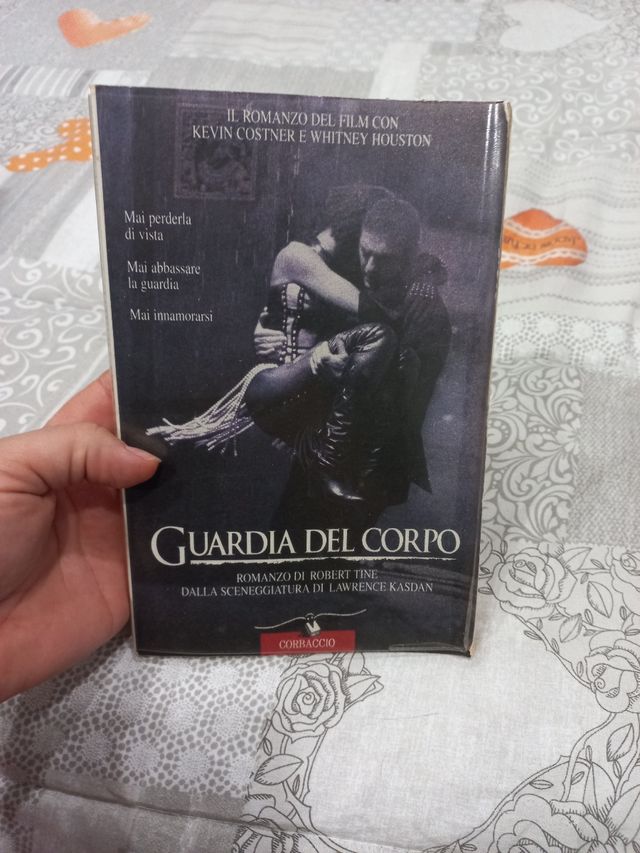 IL ROMANZO DEL FILM CON
KEVIN COSTNER E WHITNEY HOUSTON
Mai perderla
di vista
Mai abbassare
la guardia
Mai innamorarsi
GUARDIA DEL CORPO
ROMANZO DI ROBERT TINE
DALLA SCENEGGIATURA DI LAWRENCE KASDAN
CORBACCIO